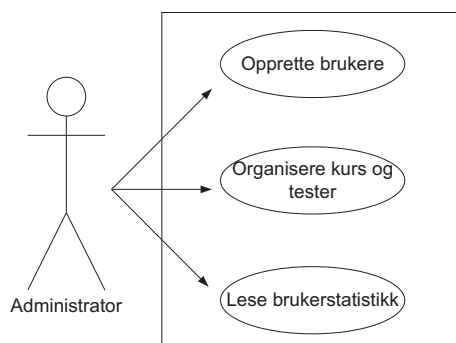 Opprette brukere
Organisere kurs og
tester
Lese brukerstatistikk
Administrator